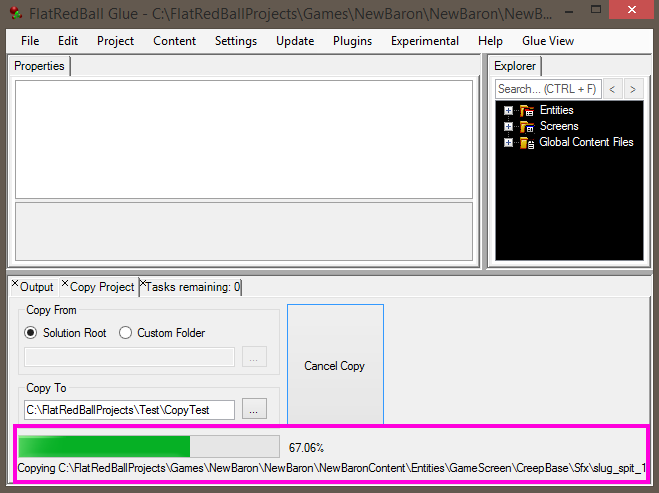 FlatRedBall Glue - C:\FlatRedBallProjects\Games\NewBaron\NewBaron\NewB...
File Edit Project Content Settings Update Plugins Experimental Help Glue View
Properties
Explorer
Search... (CTRL + F) < >
Entities
Screens
Global Content Files
Output Copy Project Tasks remaining: 0
Copy From
Solution Root Custom Folder
...
Cancel Copy
Copy To
C:\FlatRedBallProjects\Test\CopyTest ...
67.06%
Copying C:\FlatRedBallProjects\Games\NewBaron\NewBaron\NewBaronContent\Entities\GameScreen\CreepBase\Sfx\slug_spit_1